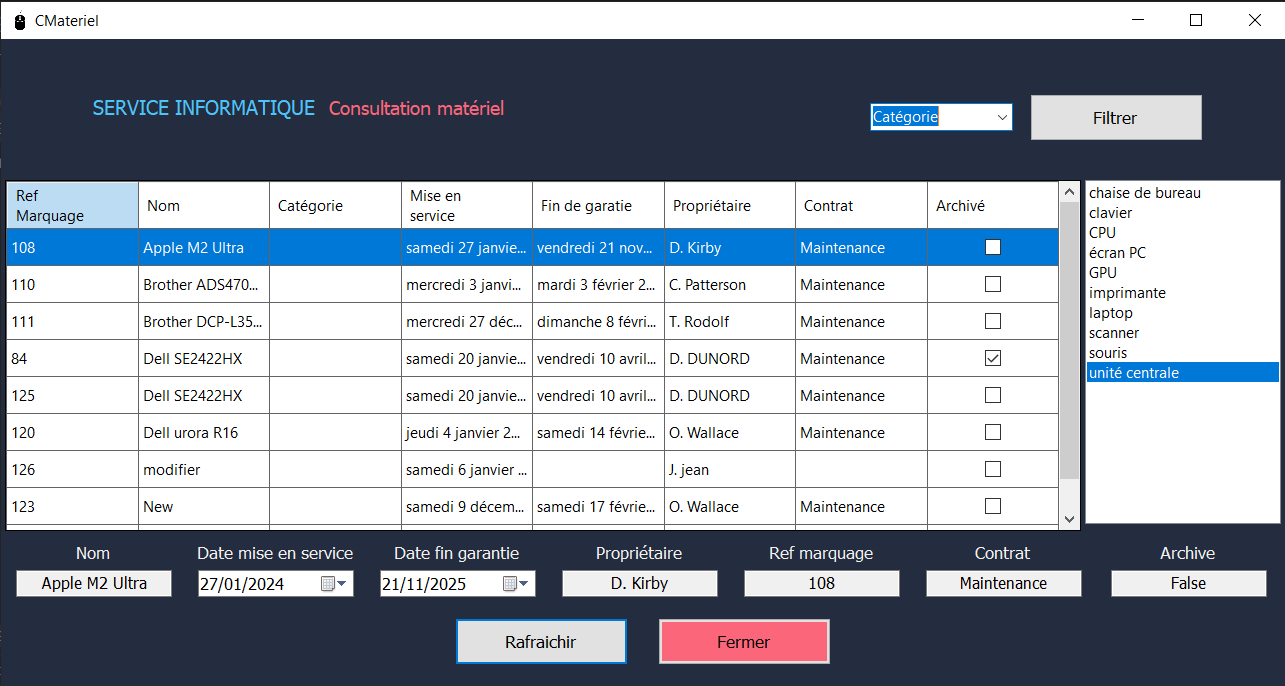 CMateriel
SERVICE INFORMATIQUE Consultation matériel
Catégorie
Filtrer
Ref Marquage Nom Catégorie Mise en service Fin de garatie Propriétaire Contrat Archivé
108 Apple M2 Ultra samedi 27 janvie... vendredi 21 nov... D. Kirby Maintenance
110 Brother ADS470... mercredi 3 janvi... mardi 3 février 2... C. Patterson Maintenance
111 Brother DCP-L35... mercredi 27 déc... dimanche 8 févri... T. Rodolf Maintenance
84 Dell SE2422HX samedi 20 janvie... vendredi 10 avril... D. DUNORD Maintenance
125 Dell SE2422HX samedi 20 janvie... vendredi 10 avril... D. DUNORD Maintenance
120 Dell urora R16 jeudi 4 janvier 2... samedi 14 févrie... O. Wallace Maintenance
126 modifier samedi 6 janvier ... J. jean
123 New samedi 9 décem... samedi 17 févrie... O. Wallace Maintenance
chaise de bureau
clavier
CPU
écran PC
GPU
imprimante
laptop
scanner
souris
unité centrale
Nom Date mise en service Date fin garantie Propriétaire Ref marquage Contrat Archive
Apple M2 Ultra 27/01/2024 21/11/2025 D. Kirby 108 Maintenance False
Rafraichir Fermer